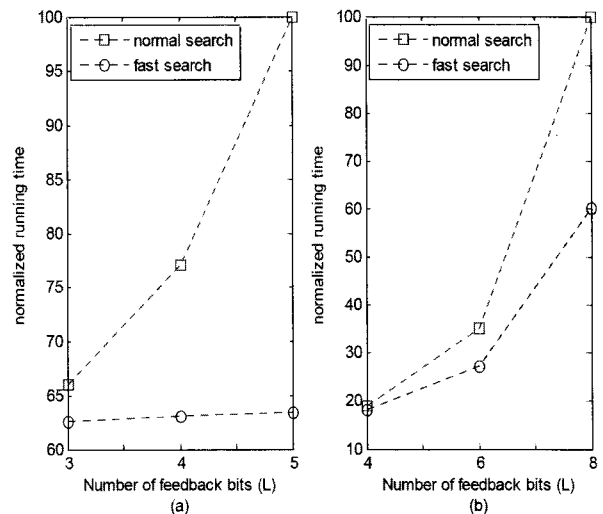 normalized running time
100
95
90
85
80
75
70
65
60
normal search
fast search
3
4
5
Number of feedback bits (L)
(a)
normalized running time
100
90
80
70
60
50
40
30
20
10
normal search
fast search
4
6
8
Number of feedback bits (L)
(b)